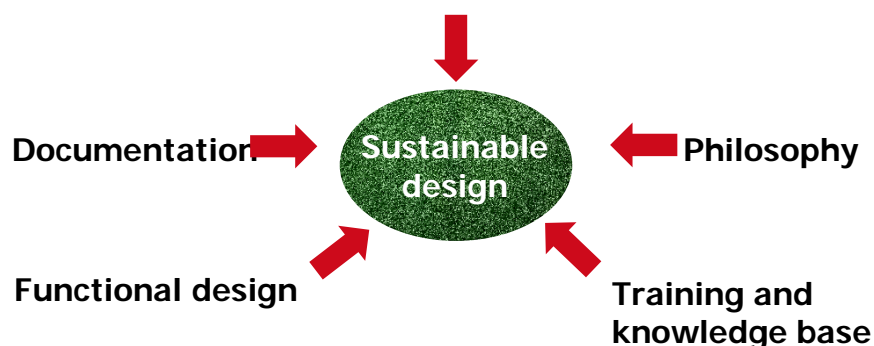 Documentation
Sustainable
design
Philosophy
Functional design
Training and
knowledge base